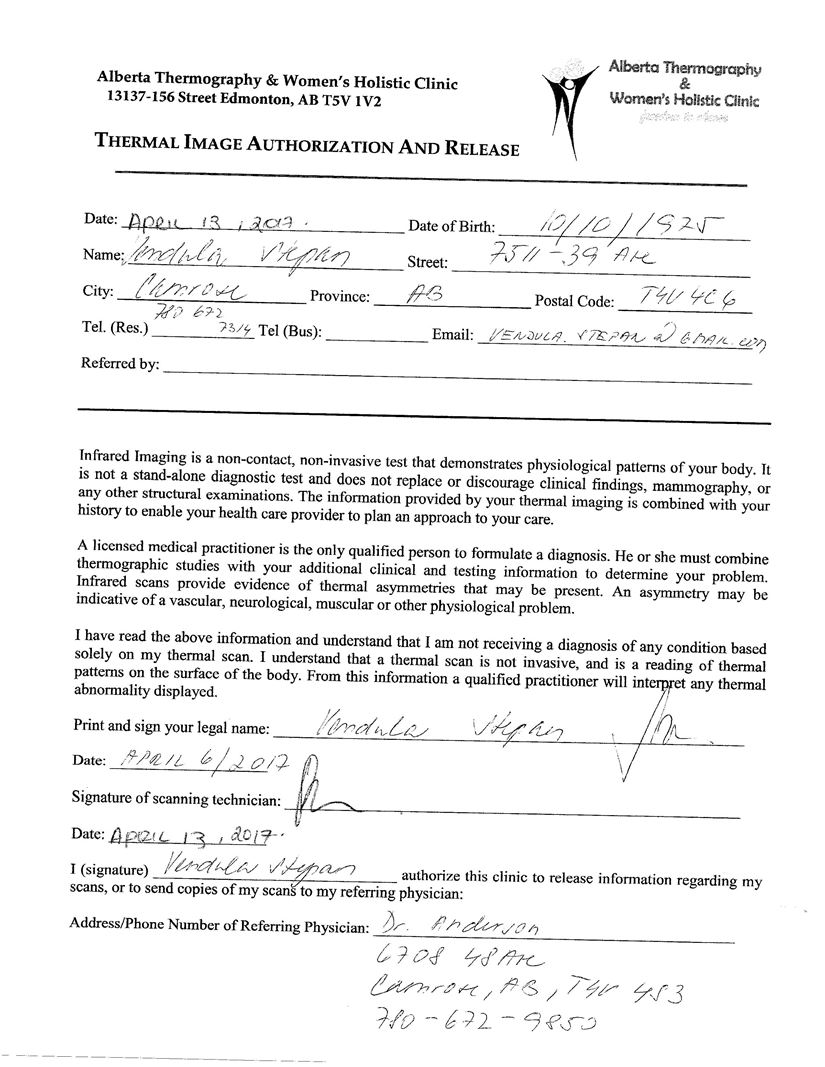 Alberta Thermography & Women's Holistic Clinic
13137-156 Street Edmonton, AB T5V 1V2
Alberta Thermography
&
Women's Holistic Clinic
THERMAL IMAGE AUTHORIZATION AND RELEASE
Date: APRIL 13, 2017. Date of Birth: 10/10/1925
Name: Vendula Stepan Street: 7511-39 Ave
City: Camrose Province: AB Postal Code: T4V 4C6
Tel. (Res.) 780 672 7314 Tel (Bus): Email: VENDULA.STEPAN@GMAIL.COM
Referred by:
Infrared Imaging is a non-contact, non-invasive test that demonstrates physiological patterns of your body. It
is not a stand-alone diagnostic test and does not replace or discourage clinical findings, mammography, or
any other structural examinations. The information provided by your thermal imaging is combined with your
history to enable your health care provider to plan an approach to your care.
A licensed medical practitioner is the only qualified person to formulate a diagnosis. He or she must combine
thermographic studies with your additional clinical and testing information to determine your problem.
Infrared scans provide evidence of thermal asymmetries that may be present. An asymmetry may be
indicative of a vascular, neurological, muscular or other physiological problem.
I have read the above information and understand that I am not receiving a diagnosis of any condition based
solely on my thermal scan. I understand that a thermal scan is not invasive, and is a reading of thermal
patterns on the surface of the body. From this information a qualified practitioner will interpret any thermal
abnormality displayed.
Print and sign your legal name: Vendula Stepan
Date: APRIL 6/2017
Signature of scanning technician:
Date: APRIL 13, 2017.
I (signature) Vendula Stepan authorize this clinic to release information regarding my
scans, or to send copies of my scans to my referring physician:
Address/Phone Number of Referring Physician: Dr. Anderson
6708 48 Ave
Camrose, AB, T4V 4S3
780-672-9850